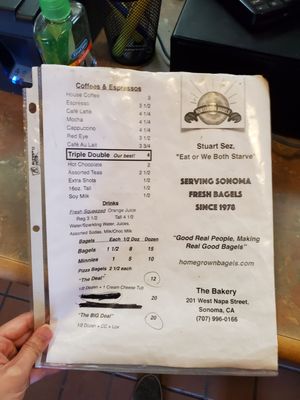 Coffees & Espressos
House Coffee 3
Espresso 3 1/2
Café Latte 4 1/4
Mocha 4 1/4
Cappuccino 4 1/4
Red Eye 3 1/2
Café Au Lait 3 3/4
Triple Double Our best! 4
Hot Chocolate 3
Assorted Teas 2 1/2
Extra Shots 1/2
16oz. Tall 1/2
Soy Milk 1/2
Drinks
Fresh Squeezed Orange Juice
Reg 3 1/2 Tall 4 1/2
Water/Sparkling Water, Juices,
Assorted Sodas, Milk/Choc Milk
Bagels Each 1/2 Doz Dozen
Bagels 1 1/2 8 15
Minnies 1 5 10
Pizza Bagels 2 1/2 each
"The Deal" 12
1/2 Dozen + 1 Cream Cheese Tub
20
"The BIG Deal" 20
1/2 Dozen + CC + Lox
Stuart Sez,
"Eat or We Both Starve"
SERVING SONOMA
FRESH BAGELS
SINCE 1978
"Good Real People, Making
Real Good Bagels"
homegrownbagels.com
The Bakery
201 West Napa Street,
Sonoma, CA
(707) 996-0166